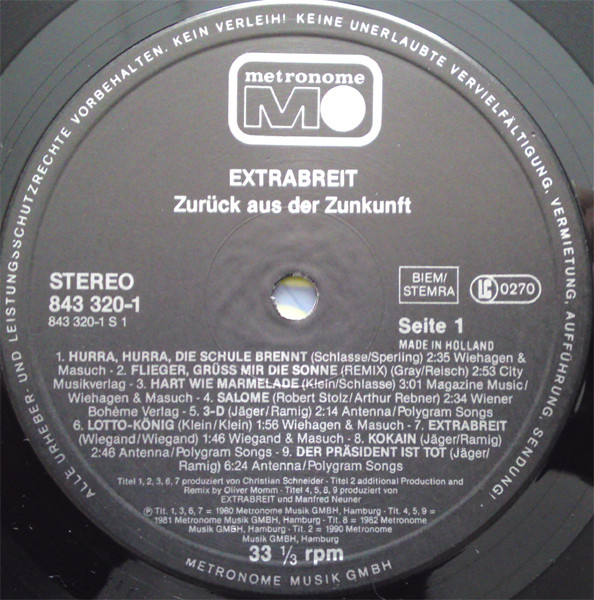 ALLE URHEBER- UND LEISTUNGSSCHUTZRECHTE VORBEHALTEN. KEIN VERLEIH! KEINE UNERLAUBTE VERVIELFÄLTIGUNG, VERMIETUNG, AUFFÜHRUNG, SENDUNG!
metronome
MO
EXTRABREIT
Zurück aus der Zunkunft
STEREO
843 320-1
843 320-1 S 1
BIEM/
STEMRA
LC 0270
Seite 1
MADE IN HOLLAND
1. HURRA, HURRA, DIE SCHULE BRENNT (Schlasse/Sperling) 2:35 Wiehagen &
Masuch - 2. FLIEGER, GRÜSS MIR DIE SONNE (REMIX) (Gray/Reisch) 2:53 City
Musikverlag - 3. HART WIE MARMELADE (Klein/Schlasse) 3:01 Magazine Music/
Wiehagen & Masuch - 4. SALOME (Robert Stolz/Arthur Rebner) 2:34 Wiener
Bohème Verlag - 5. 3-D (Jäger/Ramig) 2:14 Antenna/Polygram Songs
6. LOTTO-KÖNIG (Klein/Klein) 1:56 Wiehagen & Masuch - 7. EXTRABREIT
(Wiegand/Wiegand) 1:46 Wiegand & Masuch - 8. KOKAIN (Jäger/Ramig)
2:46 Antenna/Polygram Songs - 9. DER PRÄSIDENT IST TOT (Jäger/
Ramig) 6:24 Antenna/Polygram Songs
Titel 1, 2, 3, 6, 7 produziert von Christian Schneider - Titel 2 additional Production and
Remix by Oliver Momm - Titel 4, 5, 8, 9 produziert von
EXTRABREIT und Manfred Neuner
℗ Tit. 1, 3, 6, 7 = 1980 Metronome Musik GMBH, Hamburg - Tit. 4, 5, 9 =
1981 Metronome Musik GMBH, Hamburg - Tit. 8 = 1982 Metronome
Musik GMBH, Hamburg - Tit. 2 = 1990 Metronome
Musik GMBH, Hamburg
33 1/3 rpm
METRONOME MUSIK GMBH